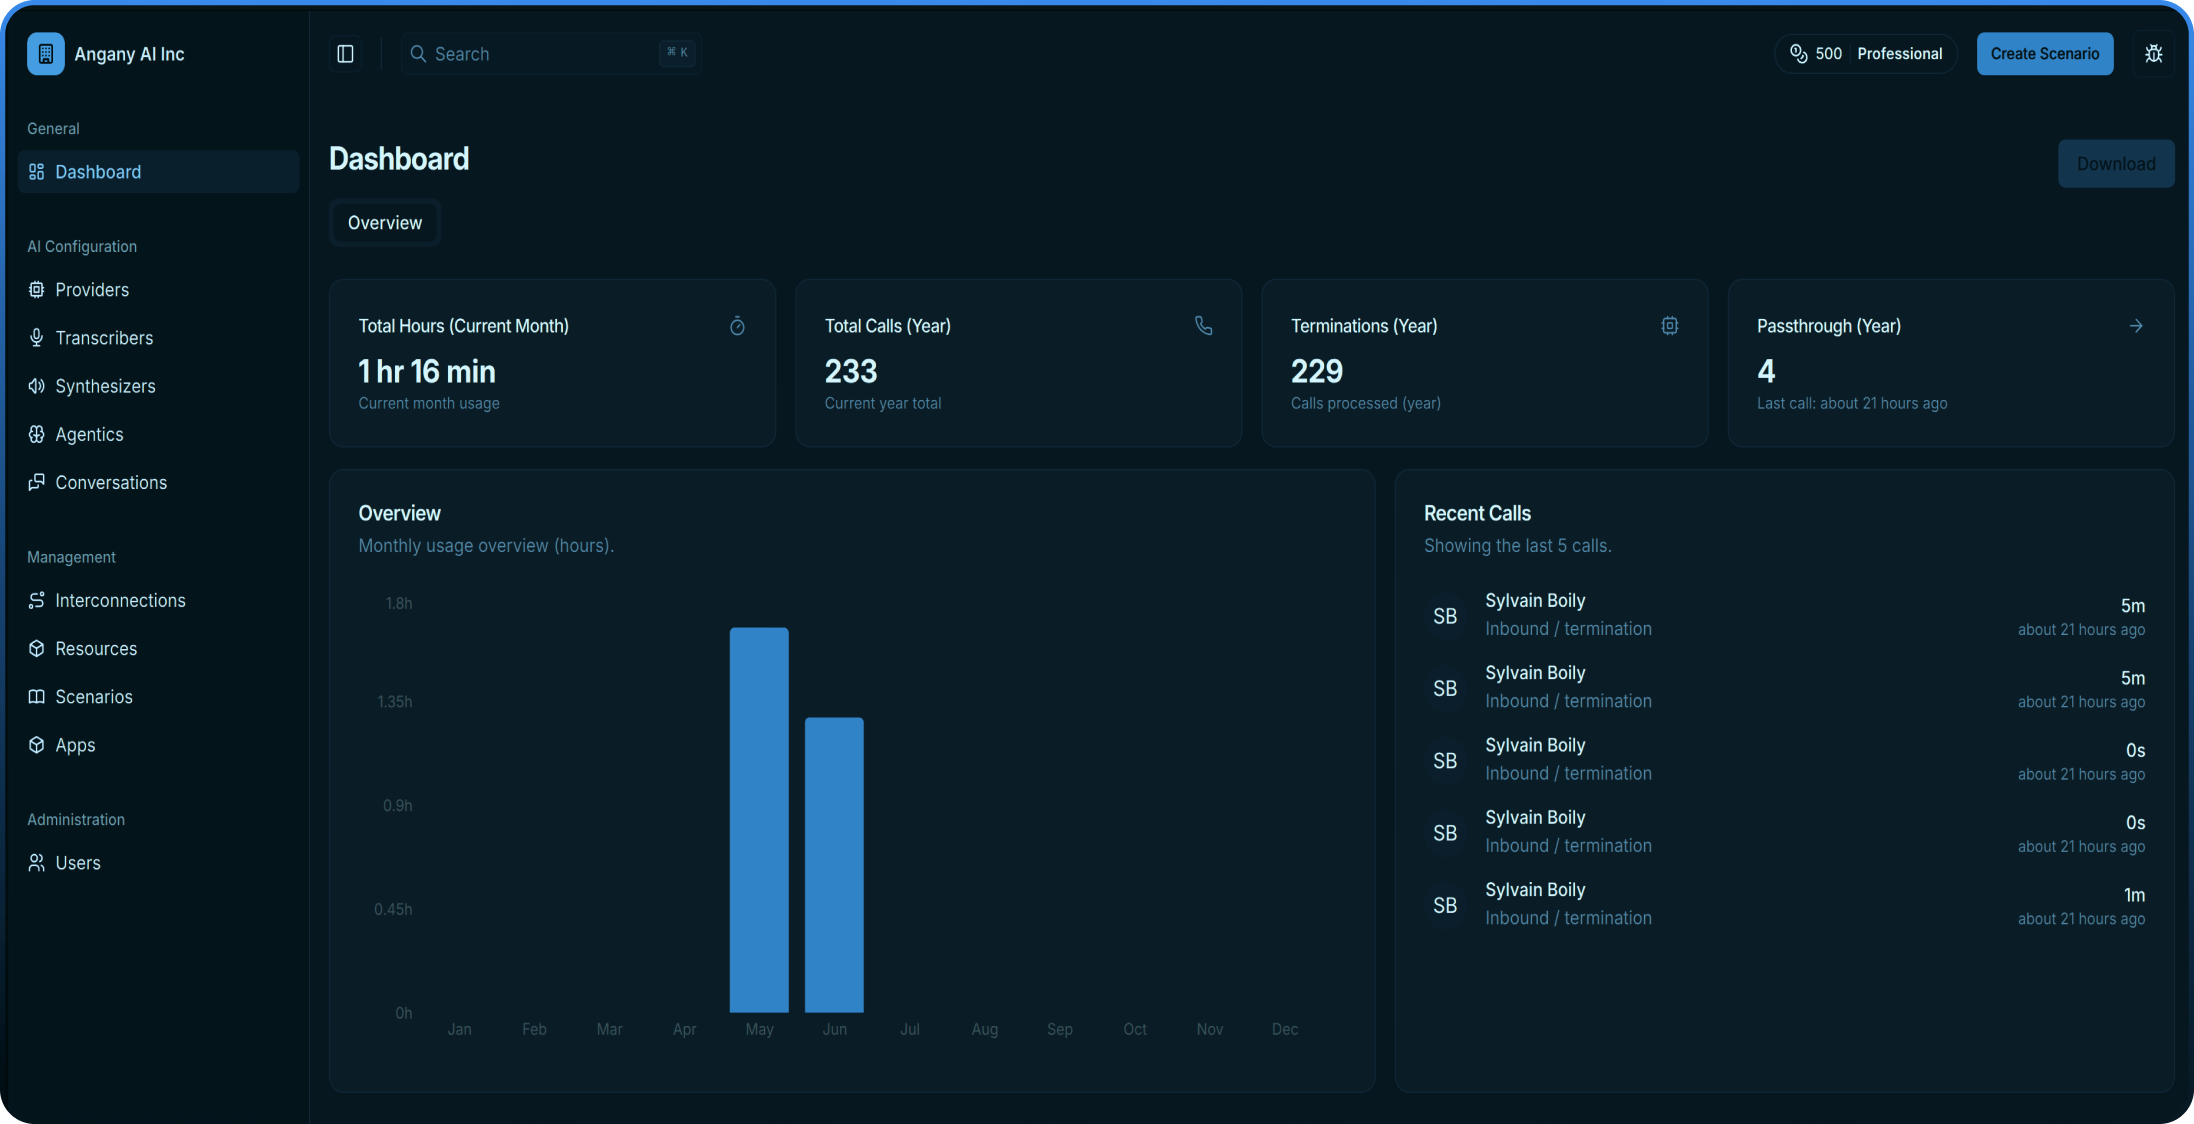 Angany AI Inc
Search
⌘ K
500
Professional
Create Scenario
General
Dashboard
AI Configuration
Providers
Transcribers
Synthesizers
Agentics
Conversations
Management
Interconnections
Resources
Scenarios
Apps
Administration
Users
Dashboard
Download
Overview
Total Hours (Current Month)
1 hr 16 min
Current month usage
Total Calls (Year)
233
Current year total
Terminations (Year)
229
Calls processed (year)
Passthrough (Year)
4
Last call: about 21 hours ago
Overview
Monthly usage overview (hours).
1.8h
1.35h
0.9h
0.45h
0h
Jan Feb Mar Apr May Jun Jul Aug Sep Oct Nov Dec
Recent Calls
Showing the last 5 calls.
SB
Sylvain Boily
Inbound / termination
5m
about 21 hours ago
SB
Sylvain Boily
Inbound / termination
5m
about 21 hours ago
SB
Sylvain Boily
Inbound / termination
0s
about 21 hours ago
SB
Sylvain Boily
Inbound / termination
0s
about 21 hours ago
SB
Sylvain Boily
Inbound / termination
1m
about 21 hours ago